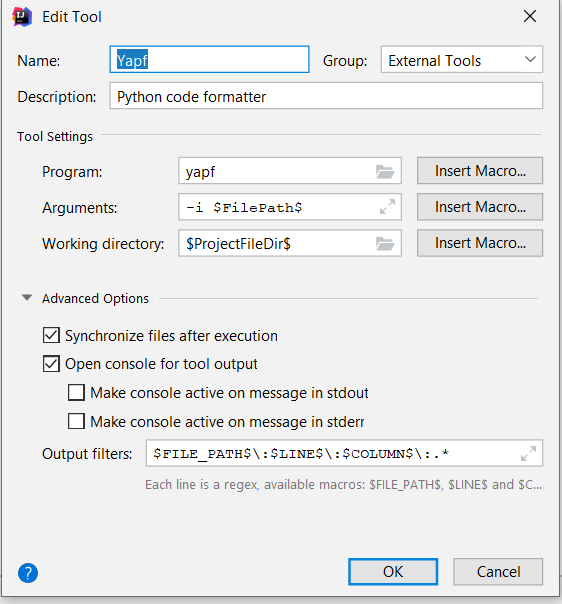 Edit Tool
Name: Yapf Group: External Tools
Description: Python code formatter
Tool Settings
Program: yapf Insert Macro...
Arguments: -i $FilePath$ Insert Macro...
Working directory: $ProjectFileDir$ Insert Macro...
Advanced Options
Synchronize files after execution
Open console for tool output
Make console active on message in stdout
Make console active on message in stderr
Output filters: $FILE_PATH$\:$LINE$\:$COLUMN$\:.*
Each line is a regex, available macros: $FILE_PATH$, $LINE$ and $C...
? OK Cancel